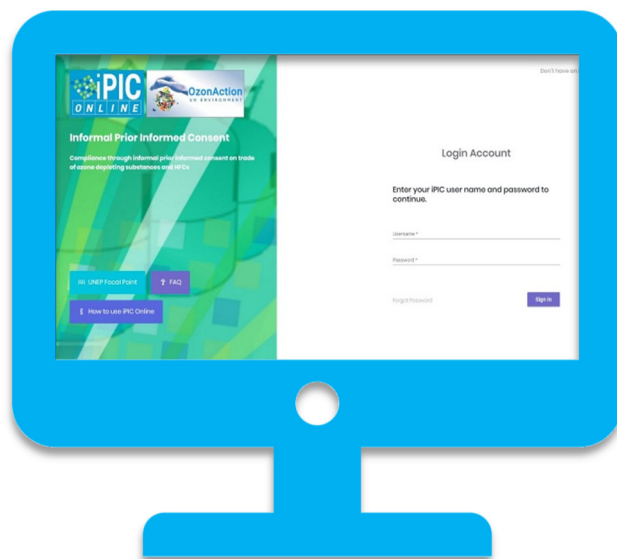 iPIC
ONLINE
OzonAction
UN ENVIRONMENT
Informal Prior Informed Consent
Compliance through informal prior informed consent on trade
of ozone depleting substances and HFCs
UNEP Focal Point
? FAQ
How to use iPIC Online
Don't have an
Login Account
Enter your iPIC user name and password to
continue.
Username *
Password *
Forgot Password
Sign In